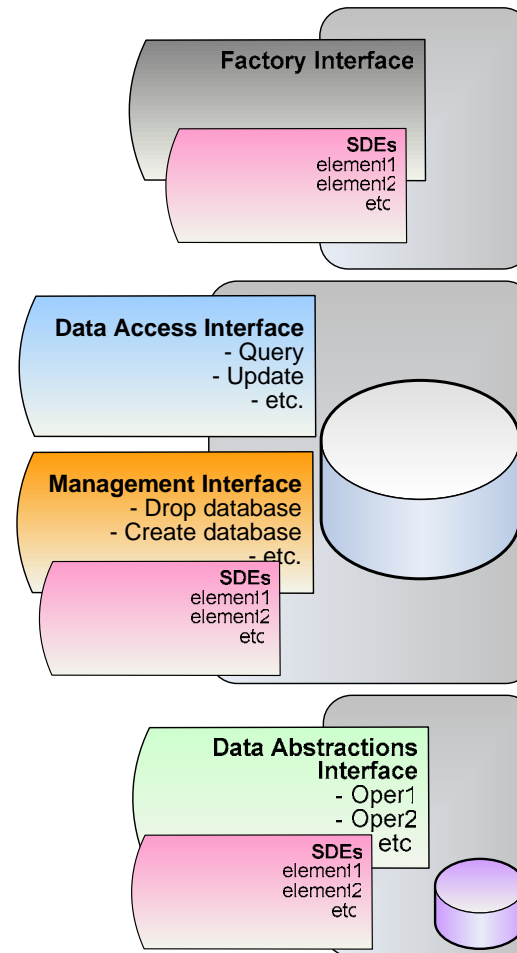 Factory Interface
SDEs
element1
element2
etc
Data Access Interface
- Query
- Update
- etc.
Management Interface
- Drop database
- Create database
- etc.
SDEs
element1
element2
etc
Data Abstractions
Interface
- Oper1
- Oper2
etc
SDEs
element1
element2
etc